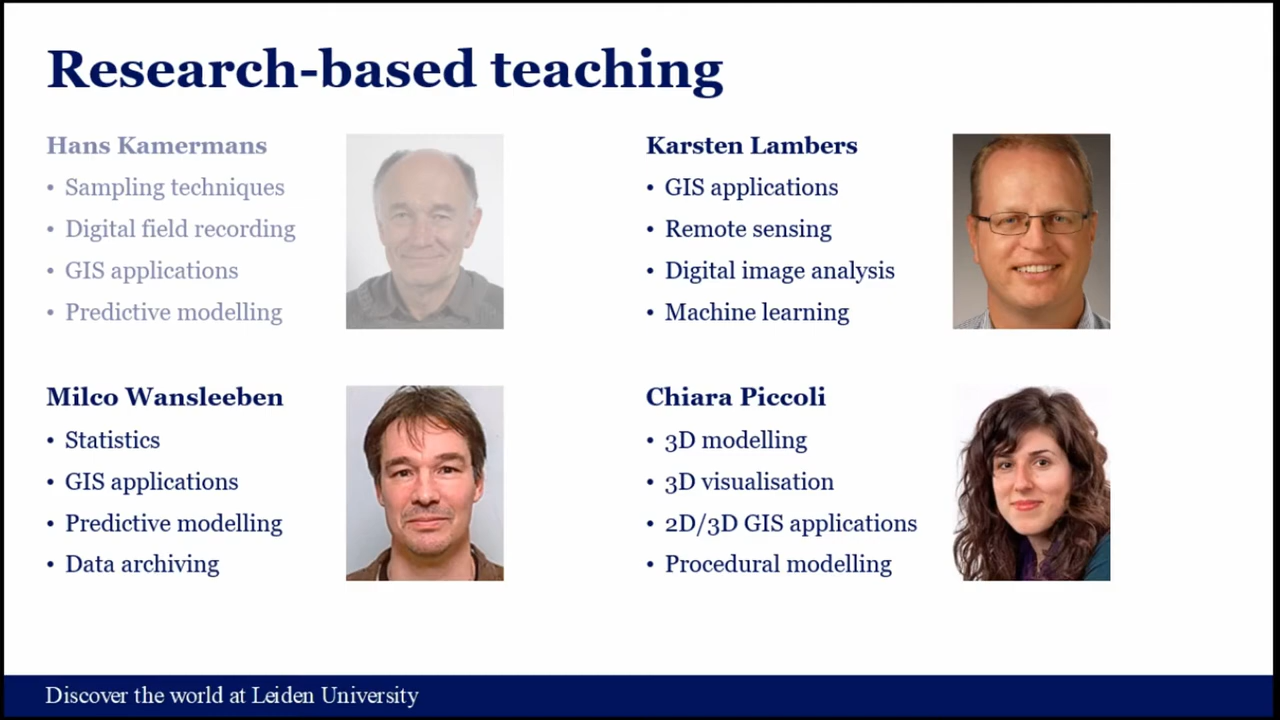 Research-based teaching
Hans Kamermans
• Sampling techniques
• Digital field recording
• GIS applications
• Predictive modelling
Karsten Lambers
• GIS applications
• Remote sensing
• Digital image analysis
• Machine learning
Milco Wansleeben
• Statistics
• GIS applications
• Predictive modelling
• Data archiving
Chiara Piccoli
• 3D modelling
• 3D visualisation
• 2D/3D GIS applications
• Procedural modelling
Discover the world at Leiden University